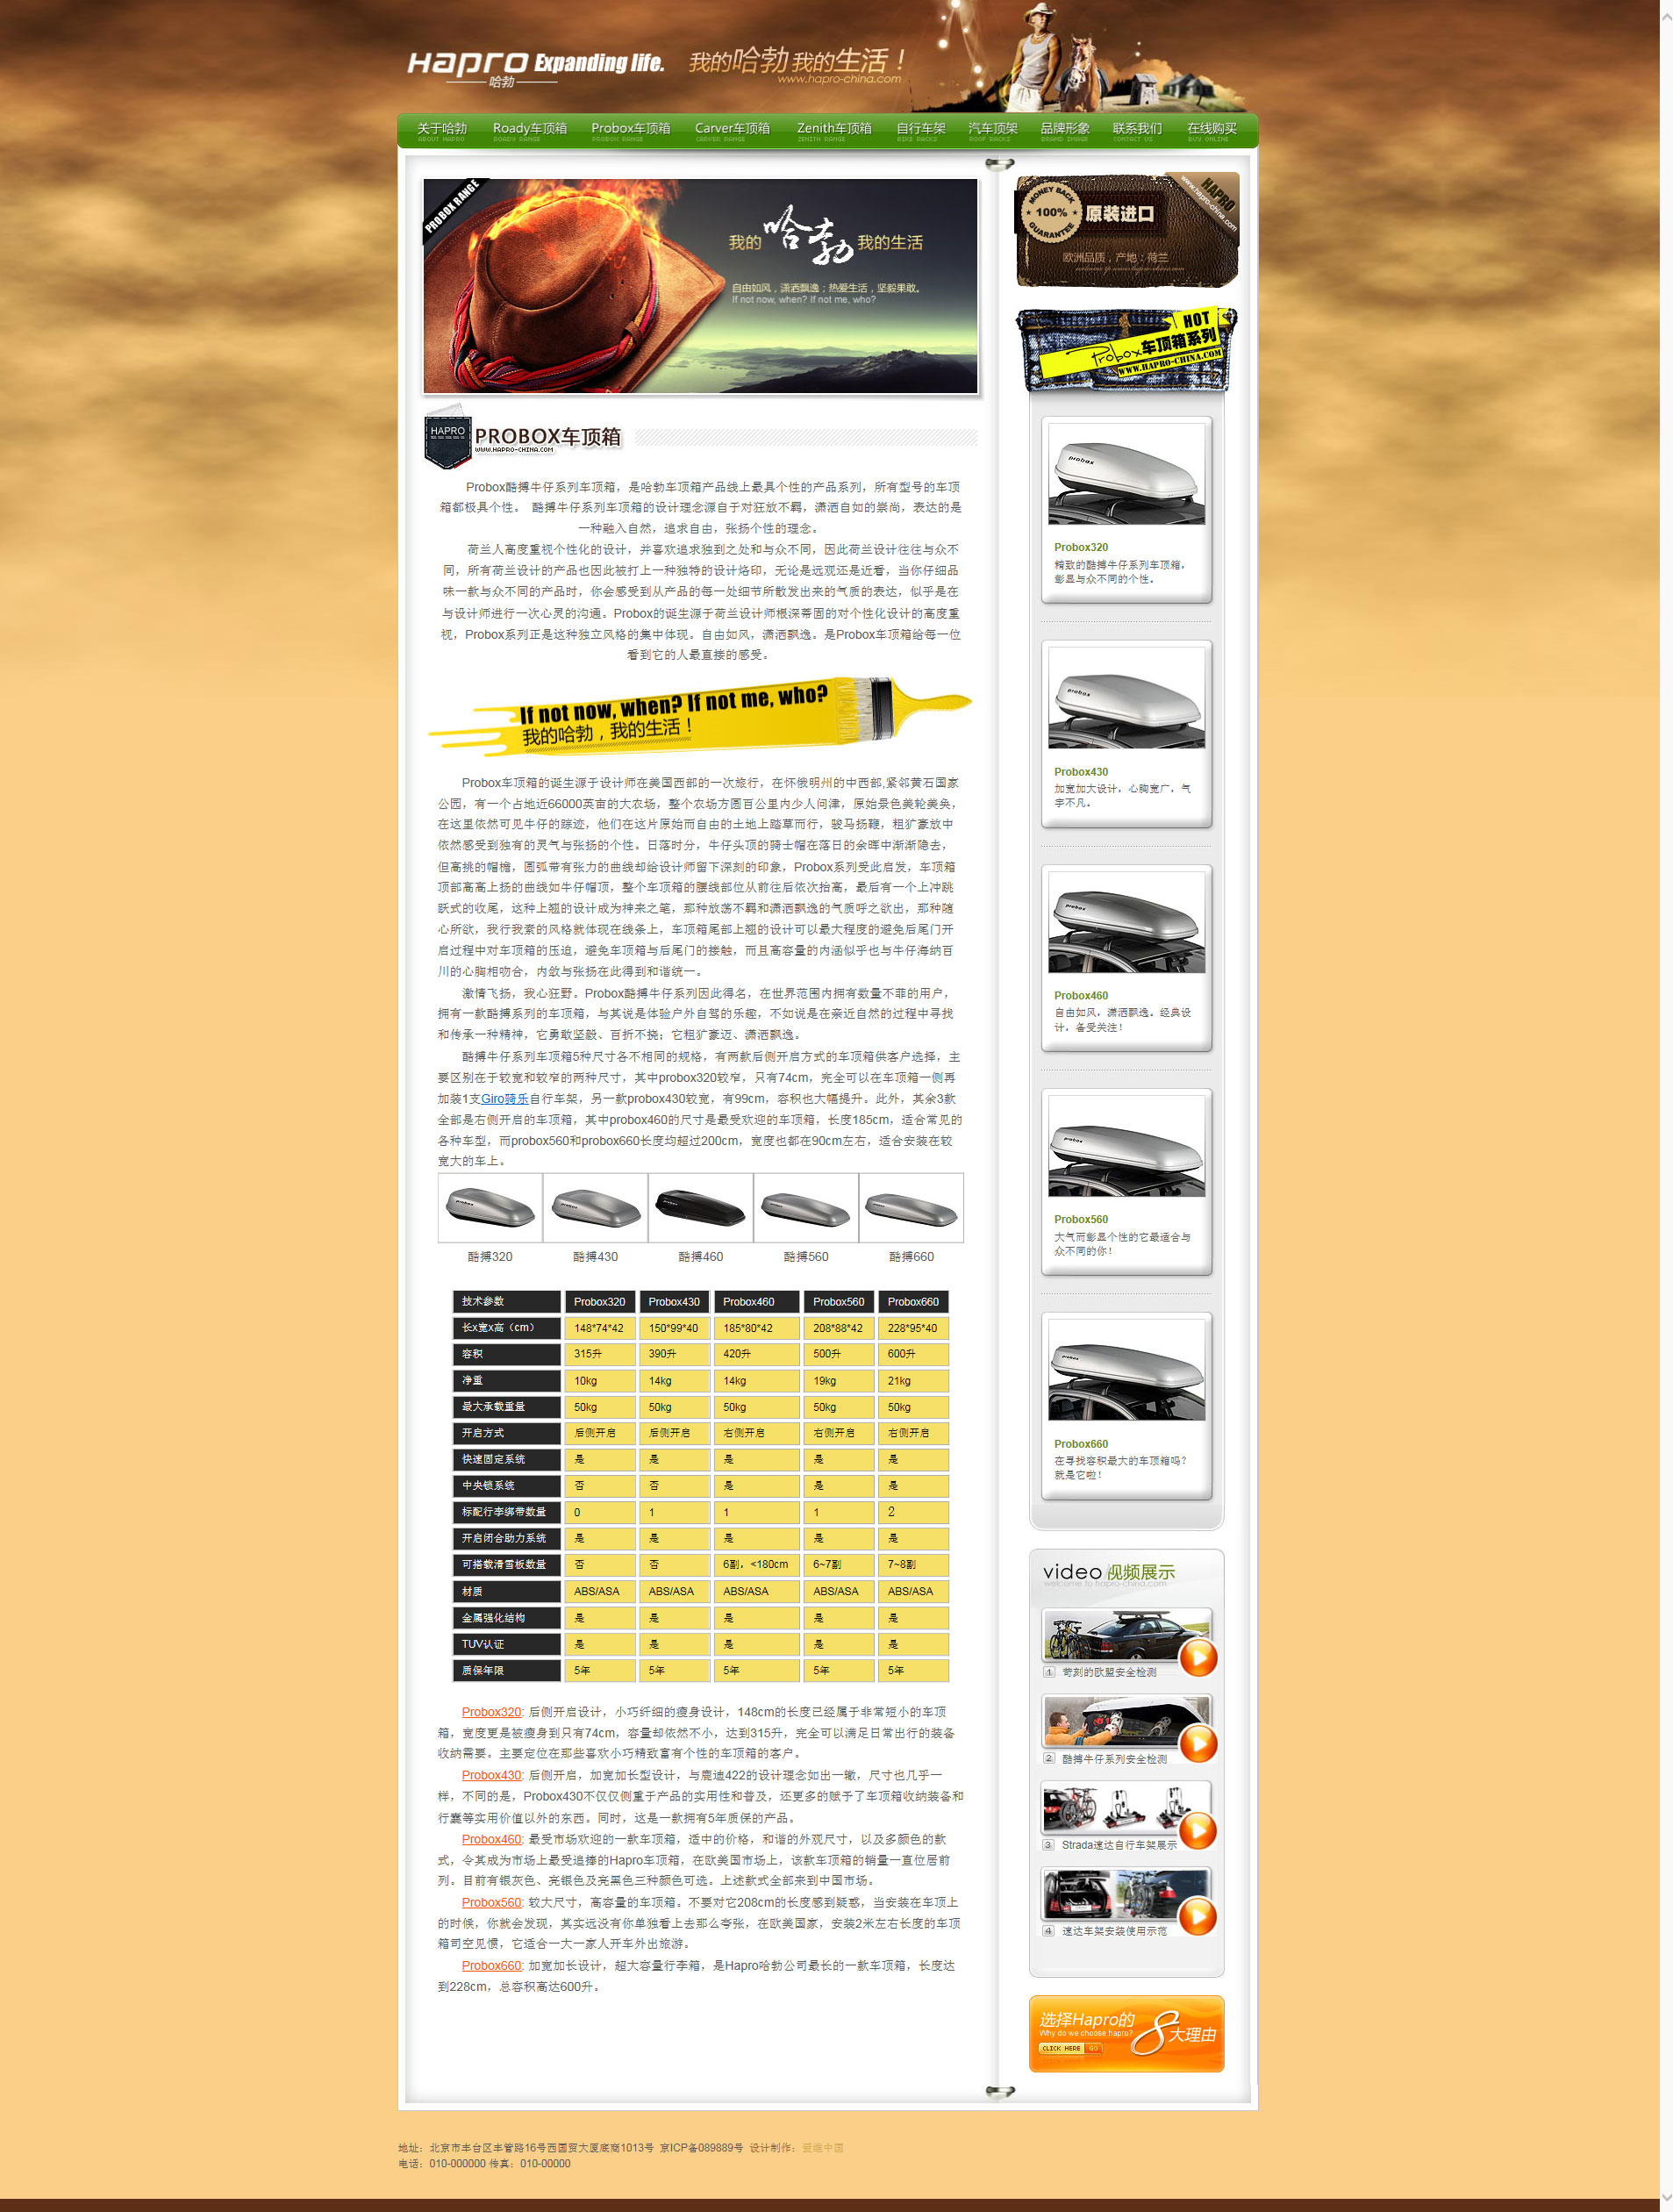 Hapro Expanding life.
哈勃
我的哈勃 我的生活！
www.hapro-china.com
关于哈勃 Roady车顶箱 Probox车顶箱 Carver车顶箱 Zenith车顶箱 自行车架 汽车顶架 品牌形象 联系我们 在线购买
ABOUT HAPRO ROADY RANGE PROBOX RANGE CARVER RANGE ZENITH RANGE BIKE RACKS ROOF RACKS BRAND IMAGE CONTACT US BUY ONLINE
PROBOX RANGE
我的哈勃我的生活
自由如风，潇洒飘逸；热爱生活，坚毅果敢。
If not now, when? If not me, who?
HAPRO
PROBOX车顶箱
WWW.HAPRO-CHINA.COM
Probox酷搏牛仔系列车顶箱，是哈勃车顶箱产品线上最具个性的产品系列，所有型号的车顶
箱都极具个性。 酷搏牛仔系列车顶箱的设计理念源自于对狂放不羁，潇洒自如的崇尚，表达的是
一种融入自然，追求自由，张扬个性的理念。
荷兰人高度重视个性化的设计，并喜欢追求独到之处和与众不同，因此荷兰设计往往与众不
同，所有荷兰设计的产品也因此被打上一种独特的设计烙印，无论是远观还是近看，当你仔细品
味一款与众不同的产品时，你会感受到从产品的每一处细节所散发出来的气质的表达，似乎是在
与设计师进行一次心灵的沟通。Probox的诞生源于荷兰设计师根深蒂固的对个性化设计的高度重
视，Probox系列正是这种独立风格的集中体现。自由如风，潇洒飘逸。是Probox车顶箱给每一位
看到它的人最直接的感受。
If not now, when? If not me, who?
我的哈勃，我的生活！
Probox车顶箱的诞生源于设计师在美国西部的一次旅行，在怀俄明州的中西部,紧邻黄石国家
公园，有一个占地近66000英亩的大农场，整个农场方圆百公里内少人问津，原始景色美轮美奂，
在这里依然可见牛仔的踪迹，他们在这片原始而自由的土地上踏草而行，骏马扬鞭，粗犷豪放中
依然感受到独有的灵气与张扬的个性。日落时分，牛仔头顶的骑士帽在落日的余晖中渐渐隐去，
但高挑的帽檐，圆弧带有张力的曲线却给设计师留下深刻的印象，Probox系列受此启发，车顶箱
顶部高高上扬的曲线如牛仔帽顶，整个车顶箱的腰线部位从前往后依次抬高，最后有一个上冲跳
跃式的收尾，这种上翘的设计成为神来之笔，那种放荡不羁和潇洒飘逸的气质呼之欲出，那种随
心所欲，我行我素的风格就体现在线条上，车顶箱尾部上翘的设计可以最大程度的避免后尾门开
启过程中对车顶箱的压迫，避免车顶箱与后尾门的接触，而且高容量的内涵似乎也与牛仔海纳百
川的心胸相吻合，内敛与张扬在此得到和谐统一。
激情飞扬，我心狂野。Probox酷搏牛仔系列因此得名，在世界范围内拥有数量不菲的用户，
拥有一款酷搏系列的车顶箱，与其说是体验户外自驾的乐趣，不如说是在亲近自然的过程中寻找
和传承一种精神，它勇敢坚毅、百折不挠；它粗犷豪迈、潇洒飘逸。
酷搏牛仔系列车顶箱5种尺寸各不相同的规格，有两款后侧开启方式的车顶箱供客户选择，主
要区别在于较宽和较窄的两种尺寸，其中probox320较窄，只有74cm，完全可以在车顶箱一侧再
加装1支Giro骑乐自行车架，另一款probox430较宽，有99cm，容积也大幅提升。此外，其余3款
全部是右侧开启的车顶箱，其中probox460的尺寸是最受欢迎的车顶箱，长度185cm，适合常见的
各种车型，而probox560和probox660长度均超过200cm，宽度也都在90cm左右，适合安装在较
宽大的车上。
酷搏320 酷搏430 酷搏460 酷搏560 酷搏660
技术参数 Probox320 Probox430 Probox460 Probox560 Probox660
长x宽x高（cm） 148*74*42 150*99*40 185*80*42 208*88*42 228*95*40
容积 315升 390升 420升 500升 600升
净重 10kg 14kg 14kg 19kg 21kg
最大承载重量 50kg 50kg 50kg 50kg 50kg
开启方式 后侧开启 后侧开启 右侧开启 右侧开启 右侧开启
快速固定系统 是 是 是 是 是
中央锁系统 否 否 是 是 是
标配行李绑带数量 0 1 1 1 2
开启闭合助力系统 是 是 是 是 是
可搭载滑雪板数量 否 否 6副，<180cm 6~7副 7~8副
材质 ABS/ASA ABS/ASA ABS/ASA ABS/ASA ABS/ASA
金属强化结构 是 是 是 是 是
TUV认证 是 是 是 是 是
质保年限 5年 5年 5年 5年 5年
Probox320: 后侧开启设计，小巧纤细的瘦身设计，148cm的长度已经属于非常短小的车顶
箱，宽度更是被瘦身到只有74cm，容量却依然不小，达到315升，完全可以满足日常出行的装备
收纳需要。主要定位在那些喜欢小巧精致富有个性的车顶箱的客户。
Probox430: 后侧开启，加宽加长型设计，与鹿迪422的设计理念如出一辙，尺寸也几乎一
样，不同的是，Probox430不仅仅侧重于产品的实用性和普及，还更多的赋予了车顶箱收纳装备和
行囊等实用价值以外的东西。同时，这是一款拥有5年质保的产品。
Probox460: 最受市场欢迎的一款车顶箱，适中的价格，和谐的外观尺寸，以及多颜色的款
式，令其成为市场上最受追捧的Hapro车顶箱，在欧美国市场上，该款车顶箱的销量一直位居前
列。目前有银灰色、亮银色及亮黑色三种颜色可选。上述款式全部来到中国市场。
Probox560: 较大尺寸，高容量的车顶箱。不要对它208cm的长度感到疑惑，当安装在车顶上
的时候，你就会发现，其实远没有你单独看上去那么夸张，在欧美国家，安装2米左右长度的车顶
箱司空见惯，它适合一大一家人开车外出旅游。
Probox660: 加宽加长设计，超大容量行李箱，是Hapro哈勃公司最长的一款车顶箱，长度达
到228cm，总容积高达600升。
MONEY BACK
100%
GUARANTEE
原装进口
HAPRO
www.hapro-china.com
欧洲品质，产地：荷兰
welcome to www.hapro-china.com
HOT
Probox车顶箱系列
WWW.HAPRO-CHINA.COM
probox
Probox320
精致的酷搏牛仔系列车顶箱，
彰显与众不同的个性。
probox
Probox430
加宽加大设计，心胸宽广，气
宇不凡。
probox
Probox460
自由如风，潇洒飘逸。经典设
计，备受关注！
probox
Probox560
大气而彰显个性的它最适合与
众不同的你！
probox
Probox660
在寻找容积最大的车顶箱吗？
就是它啦！
video 视频展示
welcome to hapro-china.com
1 苛刻的欧盟安全检测
2 酷搏牛仔系列安全检测
3 Strada速达自行车架展示
4 速达车架安装使用示范
选择Hapro的8大理由
Why do we choose hapro?
CLICK HERE GO
地址：北京市丰台区丰管路16号西国贸大厦底商1013号 京ICP备089889号 设计制作：爱维中国
电话：010-000000 传真：010-00000